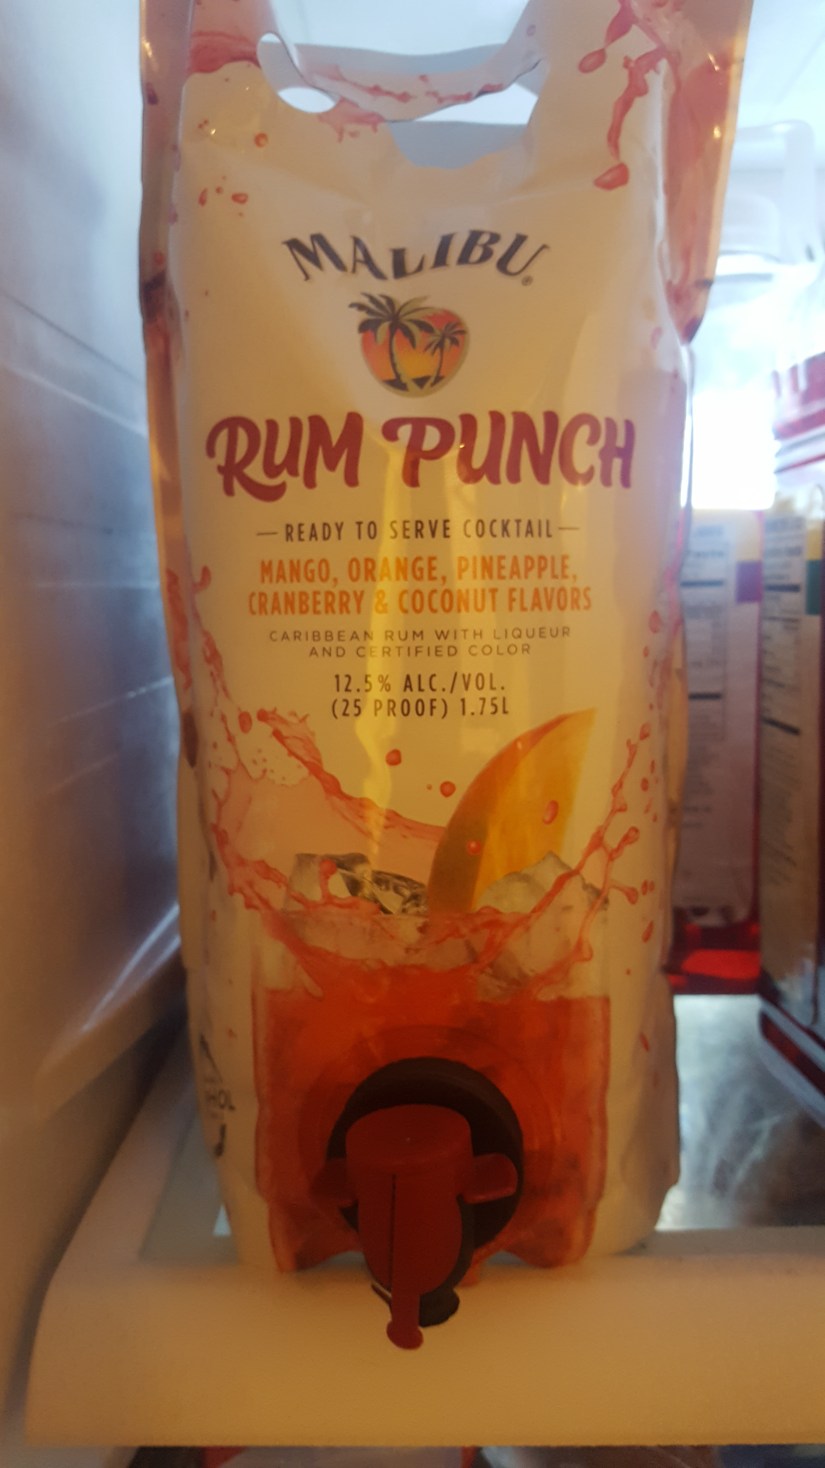 MALIBU®
RUM PUNCH
— READY TO SERVE COCKTAIL —
MANGO, ORANGE, PINEAPPLE,
CRANBERRY & COCONUT FLAVORS
CARIBBEAN RUM WITH LIQUEUR
AND CERTIFIED COLOR
12.5% ALC./VOL.
(25 PROOF) 1.75L